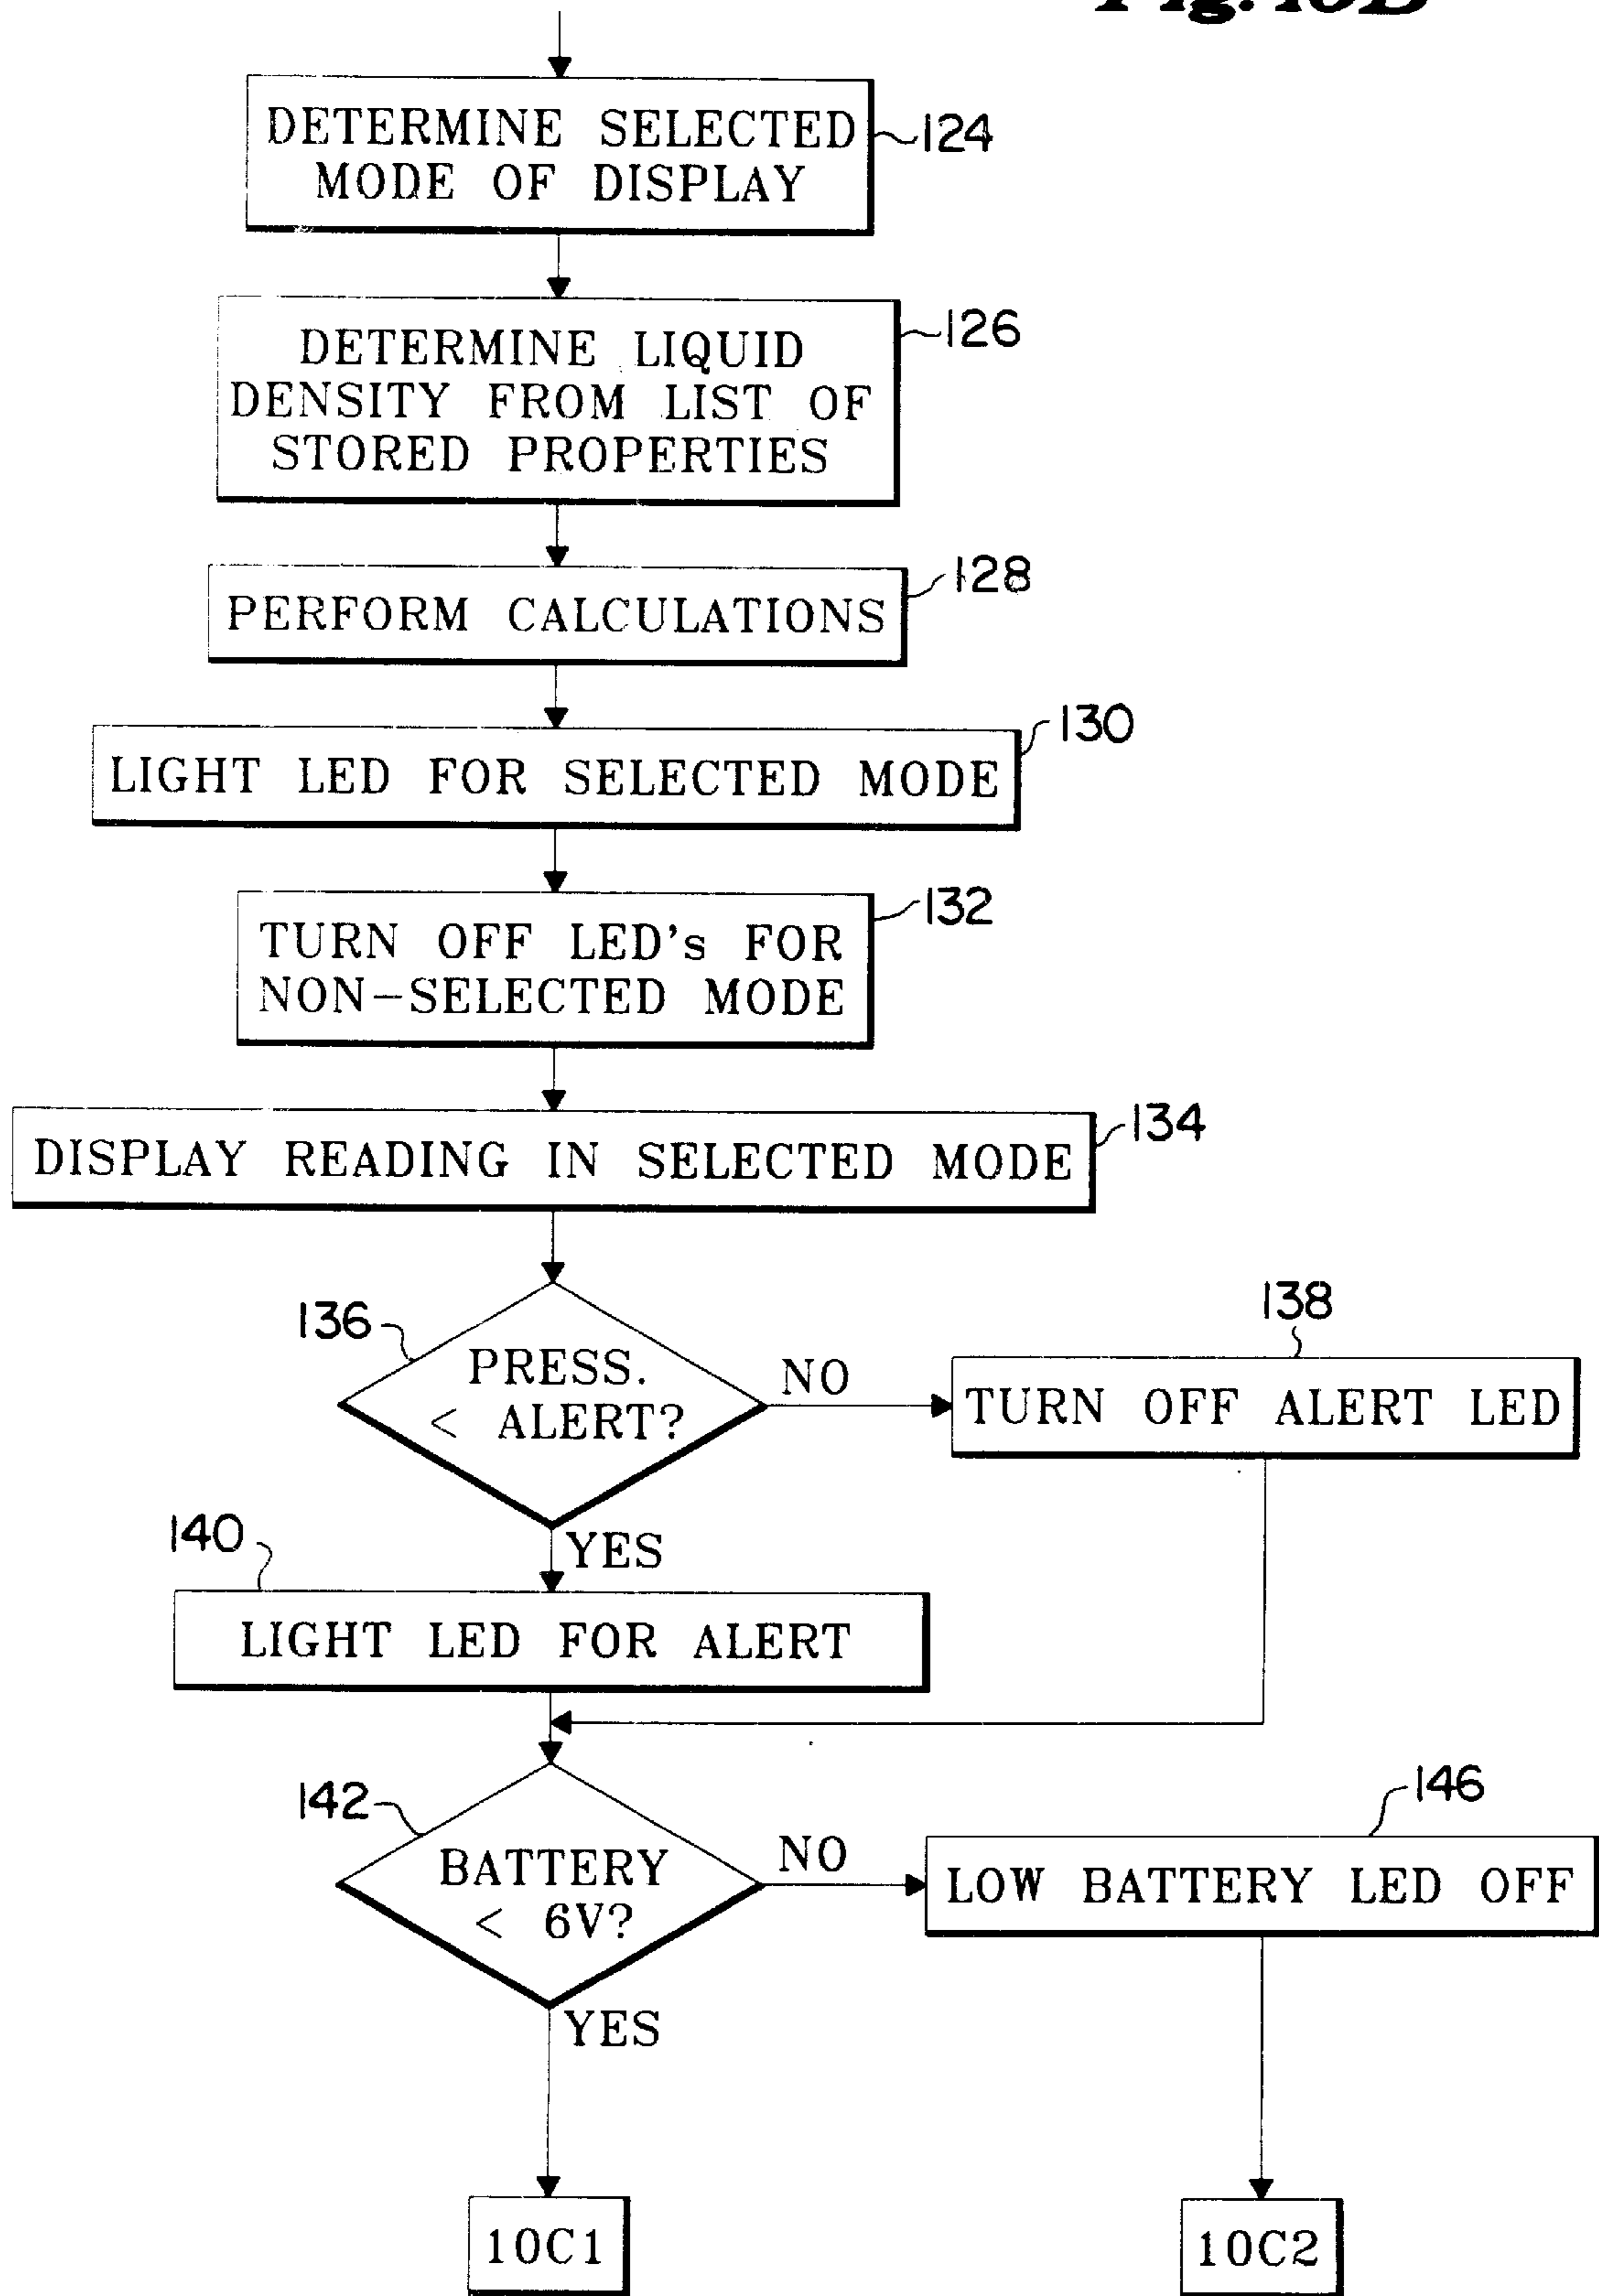 DETERMINE SELECTED
MODE OF DISPLAY
124
DETERMINE LIQUID
DENSITY FROM LIST OF
STORED PROPERTIES
126
PERFORM CALCULATIONS
128
LIGHT LED FOR SELECTED MODE
130
TURN OFF LED's FOR
NON-SELECTED MODE
132
DISPLAY READING IN SELECTED MODE
134
136
PRESS.
< ALERT?
NO
138
TURN OFF ALERT LED
YES
140
LIGHT LED FOR ALERT
142
BATTERY
< 6V?
NO
146
LOW BATTERY LED OFF
YES
10C1
10C2